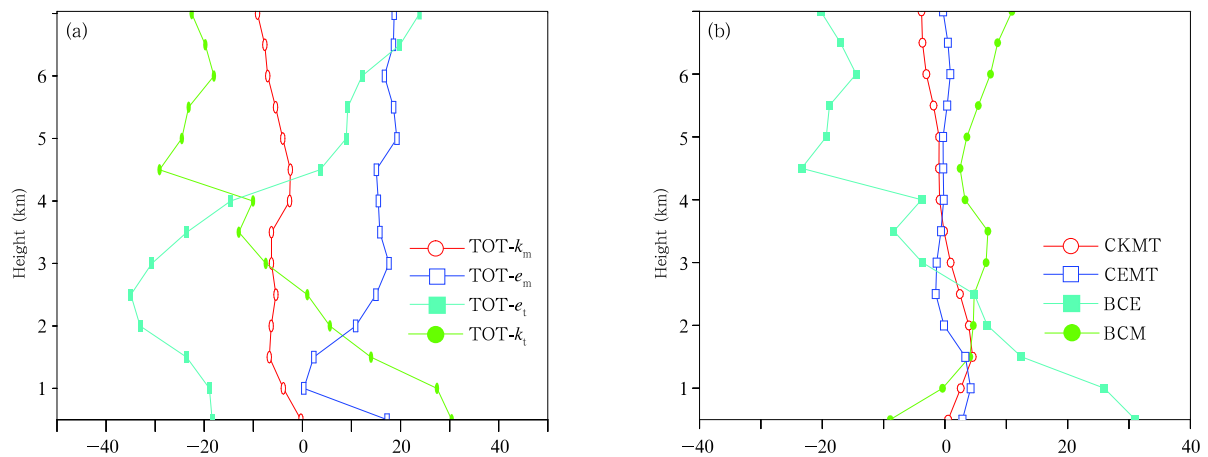 (a)
6
5
4
3
2
1
Height (km)
TOT-km
TOT-em
TOT-et
TOT-kt
−40 −20 0 20 40
(b)
6
5
4
3
2
1
Height (km)
CKMT
CEMT
BCE
BCM
−40 −20 0 20 40